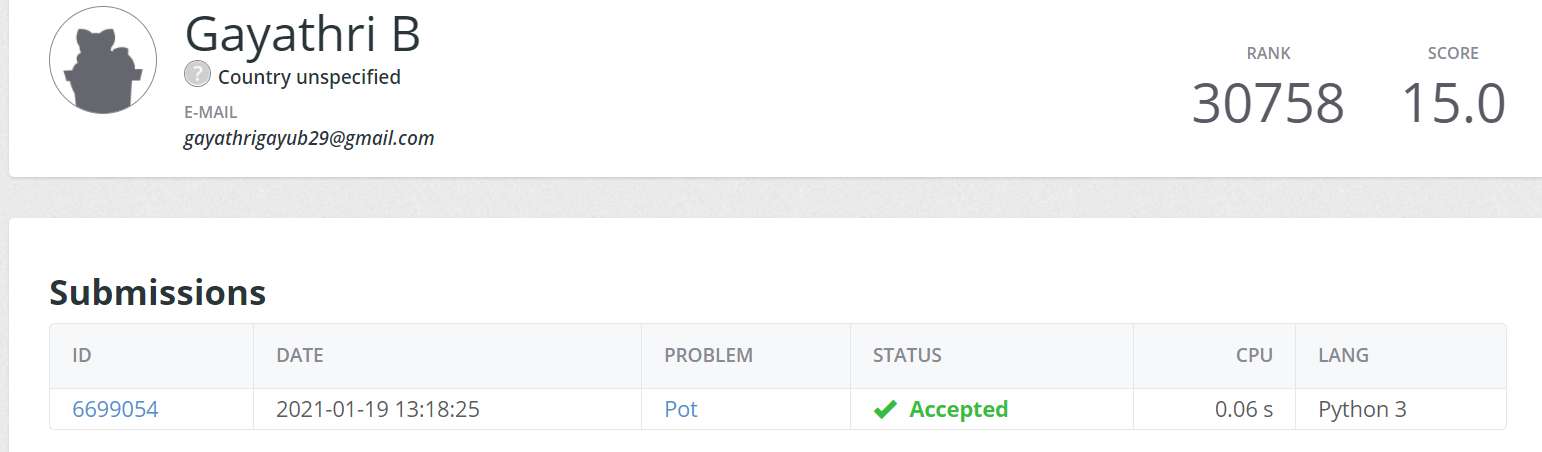 Gayathri B
? Country unspecified
E-MAIL
gayathrigayub29@gmail.com
RANK SCORE
30758 15.0
Submissions
ID DATE PROBLEM STATUS CPU LANG
6699054 2021-01-19 13:18:25 Pot Accepted 0.06 s Python 3